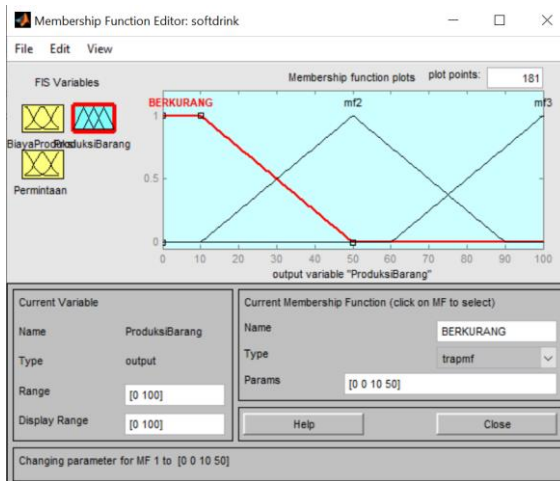 Membership Function Editor: softdrink
File Edit View
FIS Variables
Membership function plots plot points: 181
BERKURANG mf2 mf3
BiayaProduksi ProduksiBarang
Permintaan
1
0.5
0
0 10 20 30 40 50 60 70 80 90 100
output variable "ProduksiBarang"
Current Variable
Name ProduksiBarang
Type output
Range [0 100]
Display Range [0 100]
Current Membership Function (click on MF to select)
Name BERKURANG
Type trapmf
Params [0 0 10 50]
Help Close
Changing parameter for MF 1 to [0 0 10 50]